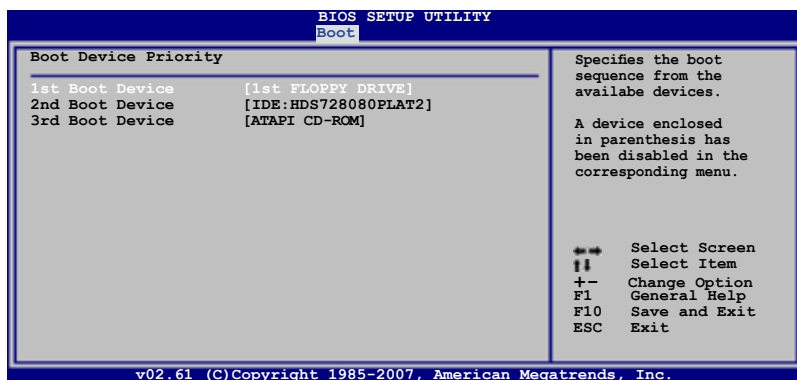 BIOS SETUP UTILITY
Boot
Boot Device Priority
1st Boot Device [1st FLOPPY DRIVE]
2nd Boot Device [IDE:HDS728080PLAT2]
3rd Boot Device [ATAPI CD-ROM]
Specifies the boot
sequence from the
availabe devices.
A device enclosed
in parenthesis has
been disabled in the
corresponding menu.
←→ Select Screen
↑↓ Select Item
+- Change Option
F1 General Help
F10 Save and Exit
ESC Exit
v02.61 (C)Copyright 1985-2007, American Megatrends, Inc.